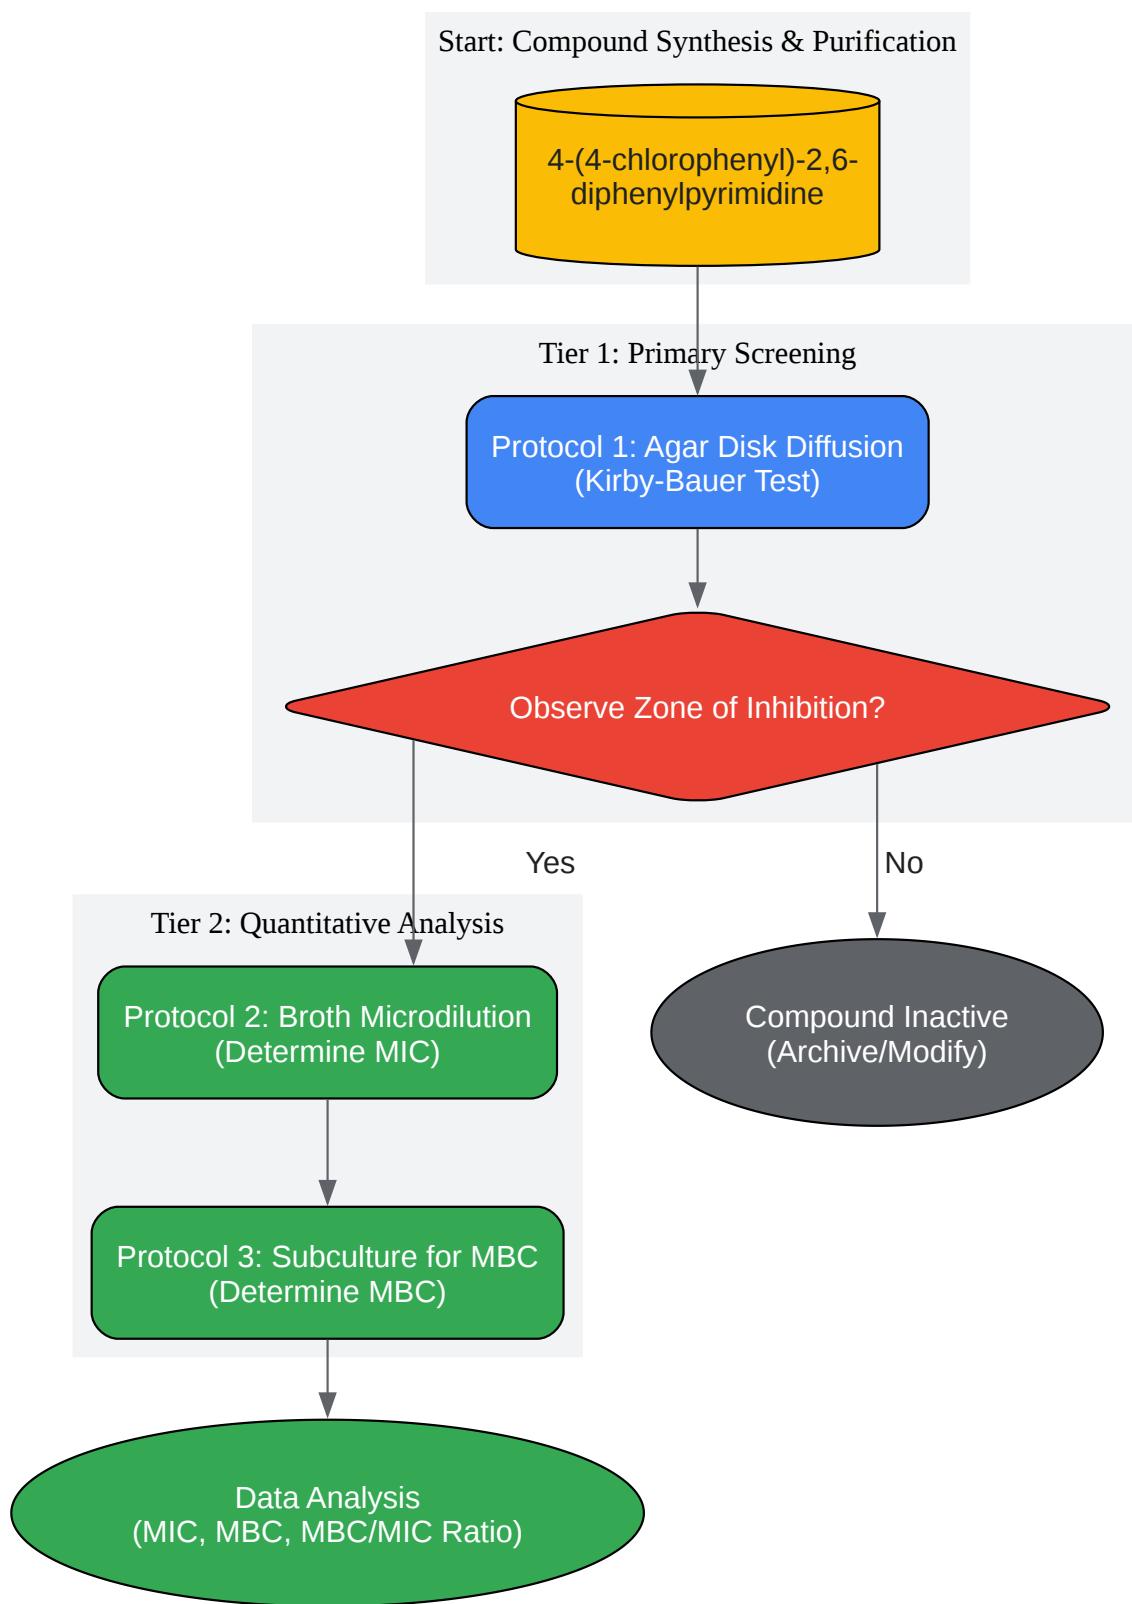 Start: Compound Synthesis & Purification
4-(4-chlorophenyl)-2,6-
diphenylpyrimidine
Tier 1: Primary Screening
Protocol 1: Agar Disk Diffusion
(Kirby-Bauer Test)
Observe Zone of Inhibition?
Yes
No
Tier 2: Quantitative Analysis
Protocol 2: Broth Microdilution
(Determine MIC)
Compound Inactive
(Archive/Modify)
Protocol 3: Subculture for MBC
(Determine MBC)
Data Analysis
(MIC, MBC, MBC/MIC Ratio)